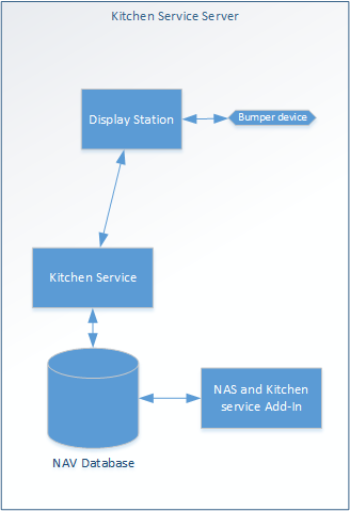 Kitchen Service Server
Display Station
Bumper device
Kitchen Service
NAS and Kitchen
service Add-In
NAV Database